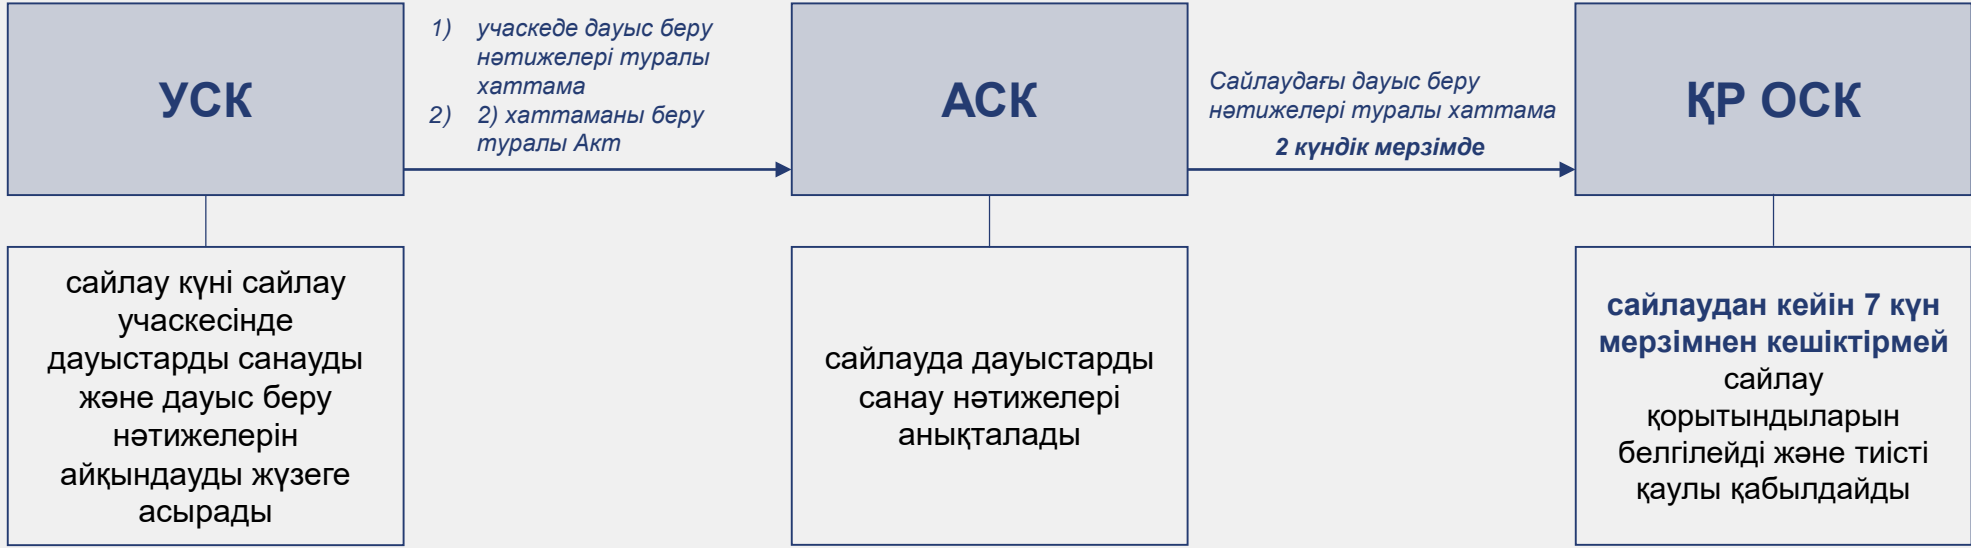 УСК
1) учаскеде дауыс беру
нәтижелері туралы
хаттама
2) 2) хаттаманы беру
туралы Акт
АСК
Сайлаудағы дауыс беру
нәтижелері туралы хаттама
2 күндік мерзімде
ҚР ОСК
сайлау күні сайлау
учаскесінде
дауыстарды санауды
және дауыс беру
нәтижелерін
айқындауды жүзеге
асырады
сайлауда дауыстарды
санау нәтижелері
анықталады
сайлаудан кейін 7 күн
мерзімнен кешіктірмей
сайлау
қорытындыларын
белгілейді және тиісті
қаулы қабылдайды